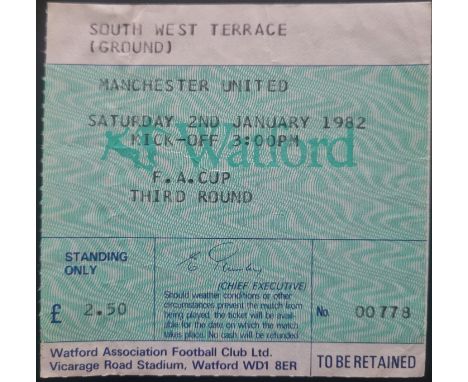 SOUTH WEST TERRACE
(GROUND)
MANCHESTER UNITED
SATURDAY 2ND JANUARY 1982
KICK-OFF 3:00PM
Watford
F.A.CUP
THIRD ROUND
STANDING
ONLY
(CHIEF EXECUTIVE)
Should weather conditions or other
circumstances prevent the match from
being played, the ticket will be avail-
able for the date on which the match
takes place. No cash will be refunded
£ 2.50
No. 00778
Watford Association Football Club Ltd.
Vicarage Road Stadium, Watford WD1 8ER
TO BE RETAINED